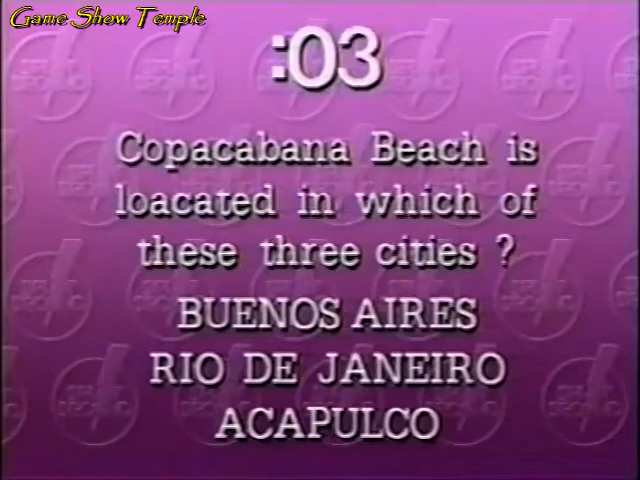 Game Show Temple
:03
Copacabana Beach is
loacated in which of
these three cities ?
BUENOS AIRES
RIO DE JANEIRO
ACAPULCO